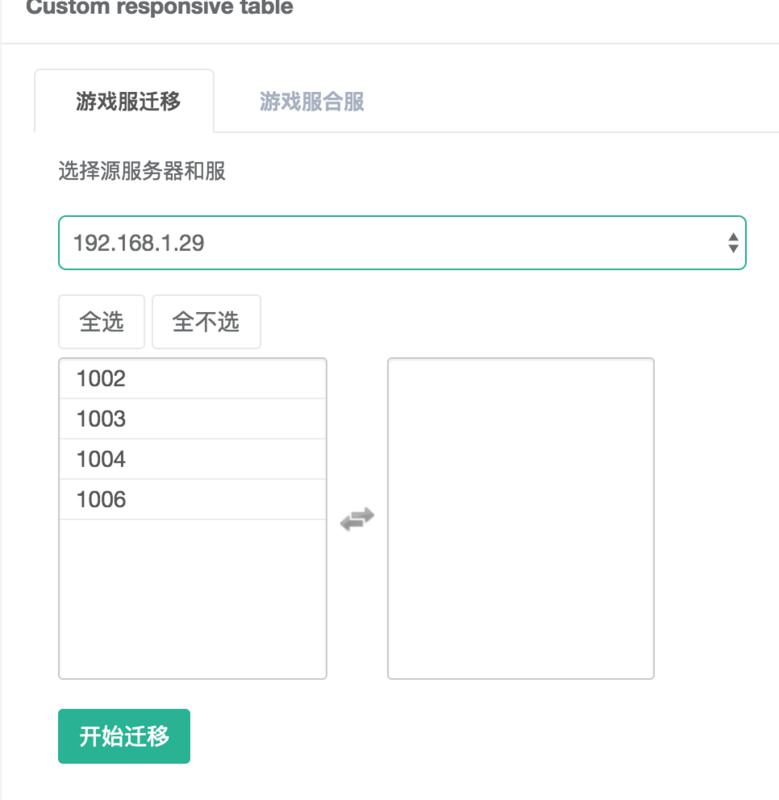 Custom responsive table
游戏服迁移 游戏服合服
选择源服务器和服
192.168.1.29
全选 全不选
1002
1003
1004
1006
开始迁移